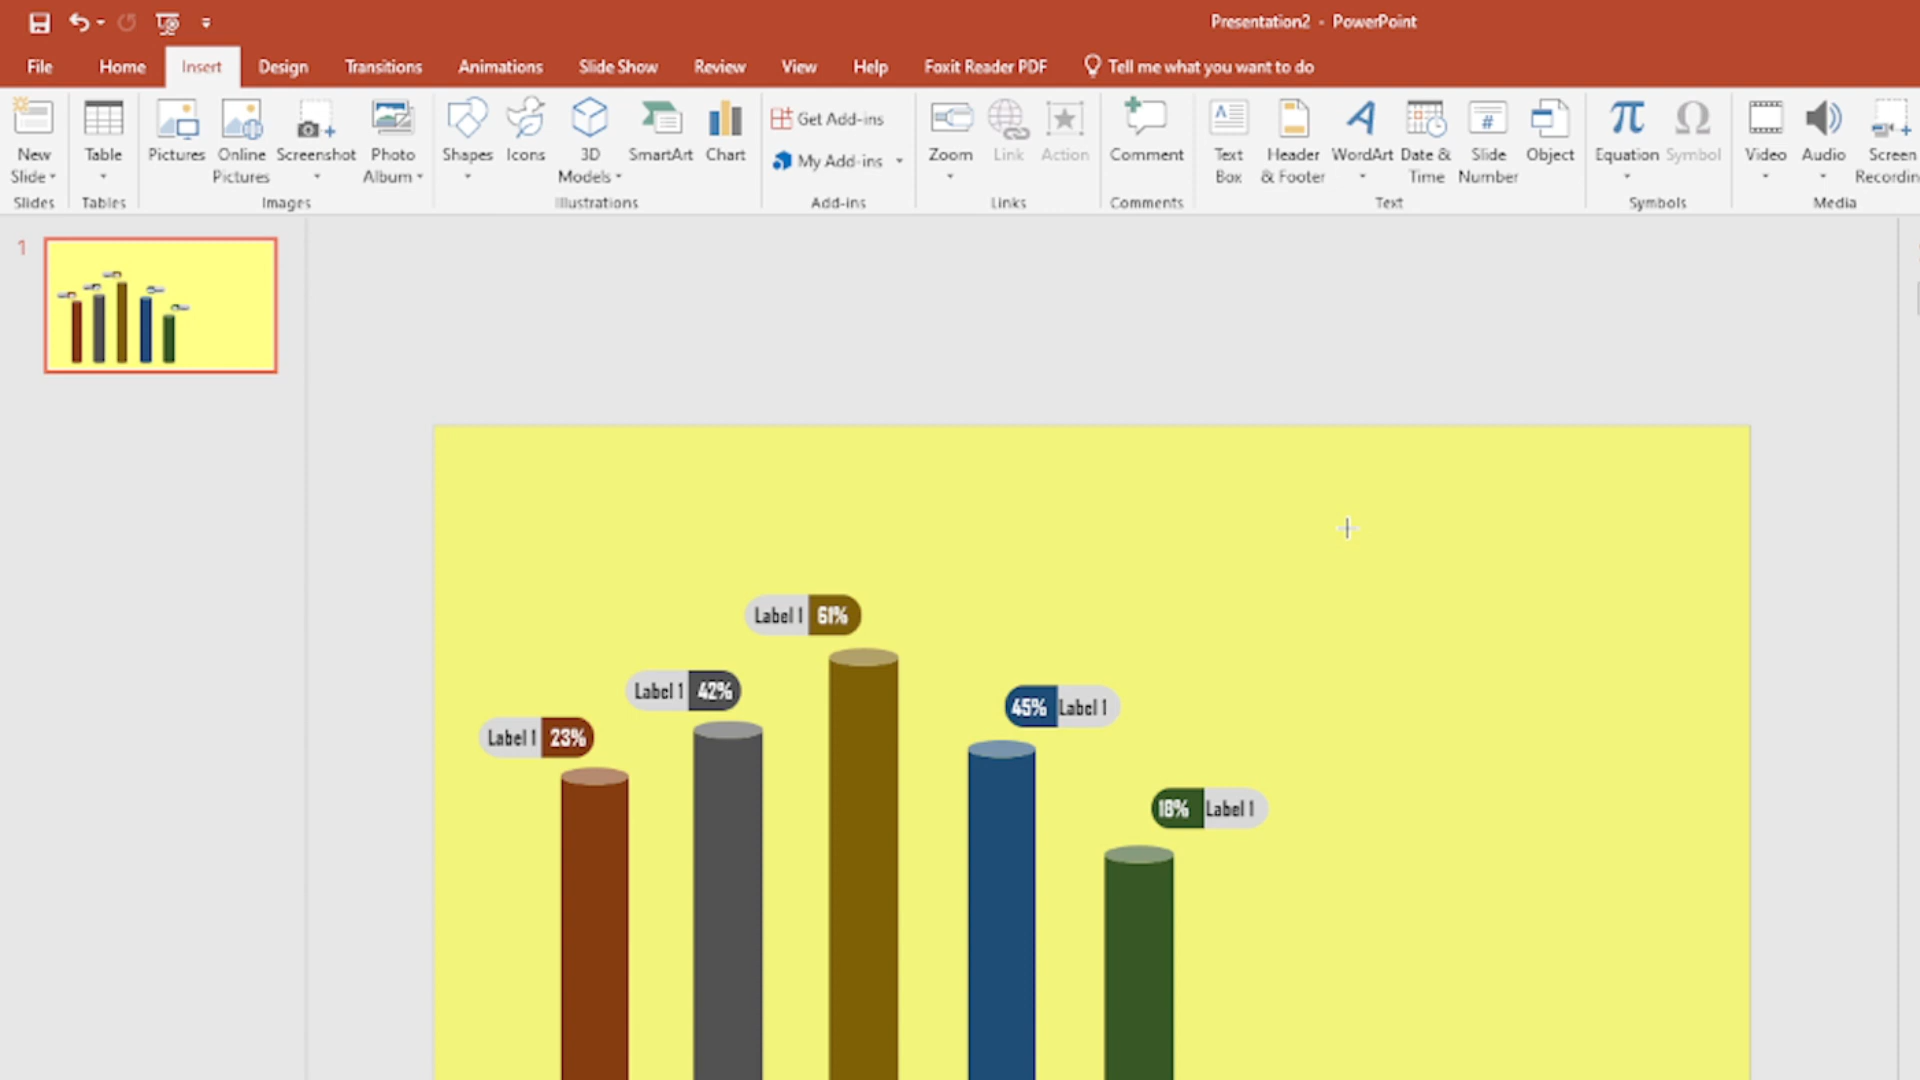 Presentation2 - PowerPoint
File Home Insert Design Transitions Animations Slide Show Review View Help Foxit Reader PDF Tell me what you want to do
New Slide
Table
Pictures
Online Pictures
Screenshot
Photo Album
Shapes
Icons
3D Models
SmartArt
Chart
Get Add-ins
My Add-ins
Zoom
Link
Action
Comment
Text Box
Header & Footer
WordArt
Date & Time
Slide Number
Object
Equation
Symbol
Video
Audio
Screen Recordin
Slides Tables Images Illustrations Add-ins Links Comments Text Symbols Media
1
Label 1 61%
Label 1 42%
45% Label 1
Label 1 23%
18% Label 1